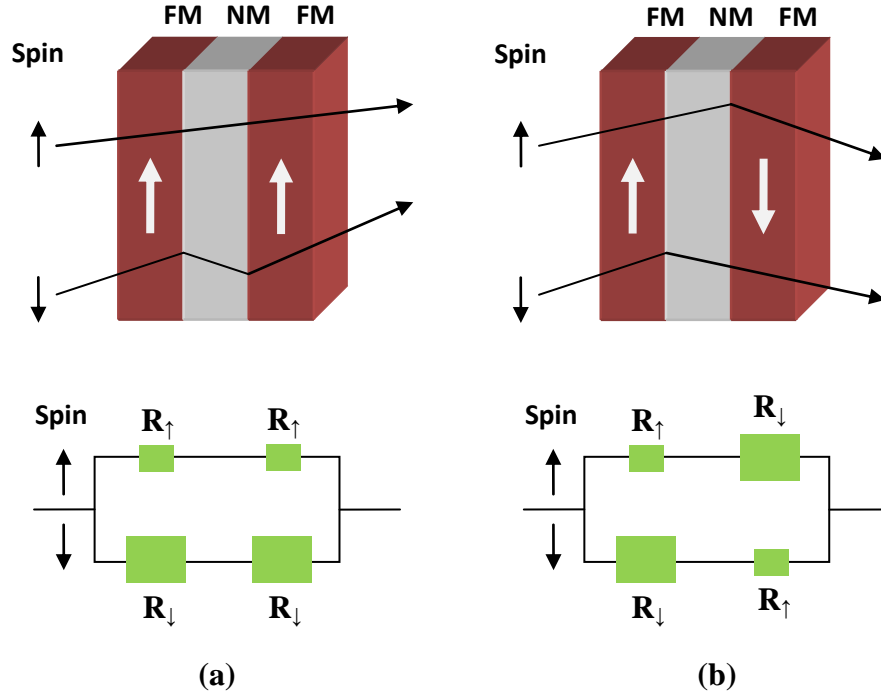 FM NM FM
Spin
FM NM FM
Spin
Spin
R↑
R↑
R↓
R↓
Spin
R↑
R↓
R↓
R↑
(a)
(b)